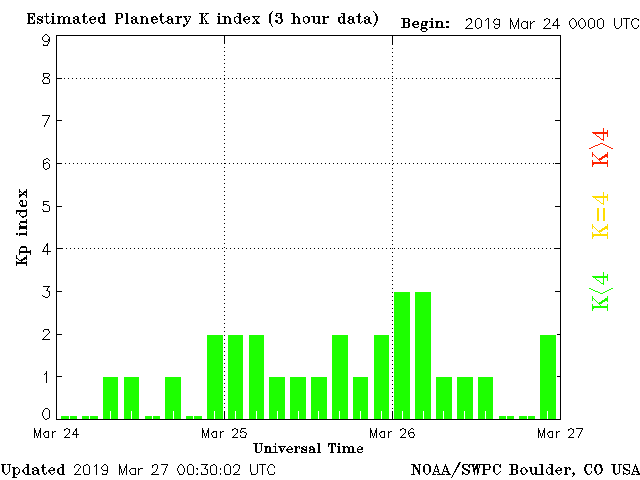 Estimated Planetary K index (3 hour data) Begin: 2019 Mar 24 0000 UTC
9
8
7
6
5
4
3
2
1
0
Kp index
K>4
K=4
K<4
Mar 24 Mar 25 Mar 26 Mar 27
Universal Time
Updated 2019 Mar 27 00:30:02 UTC NOAA/SWPC Boulder, CO USA